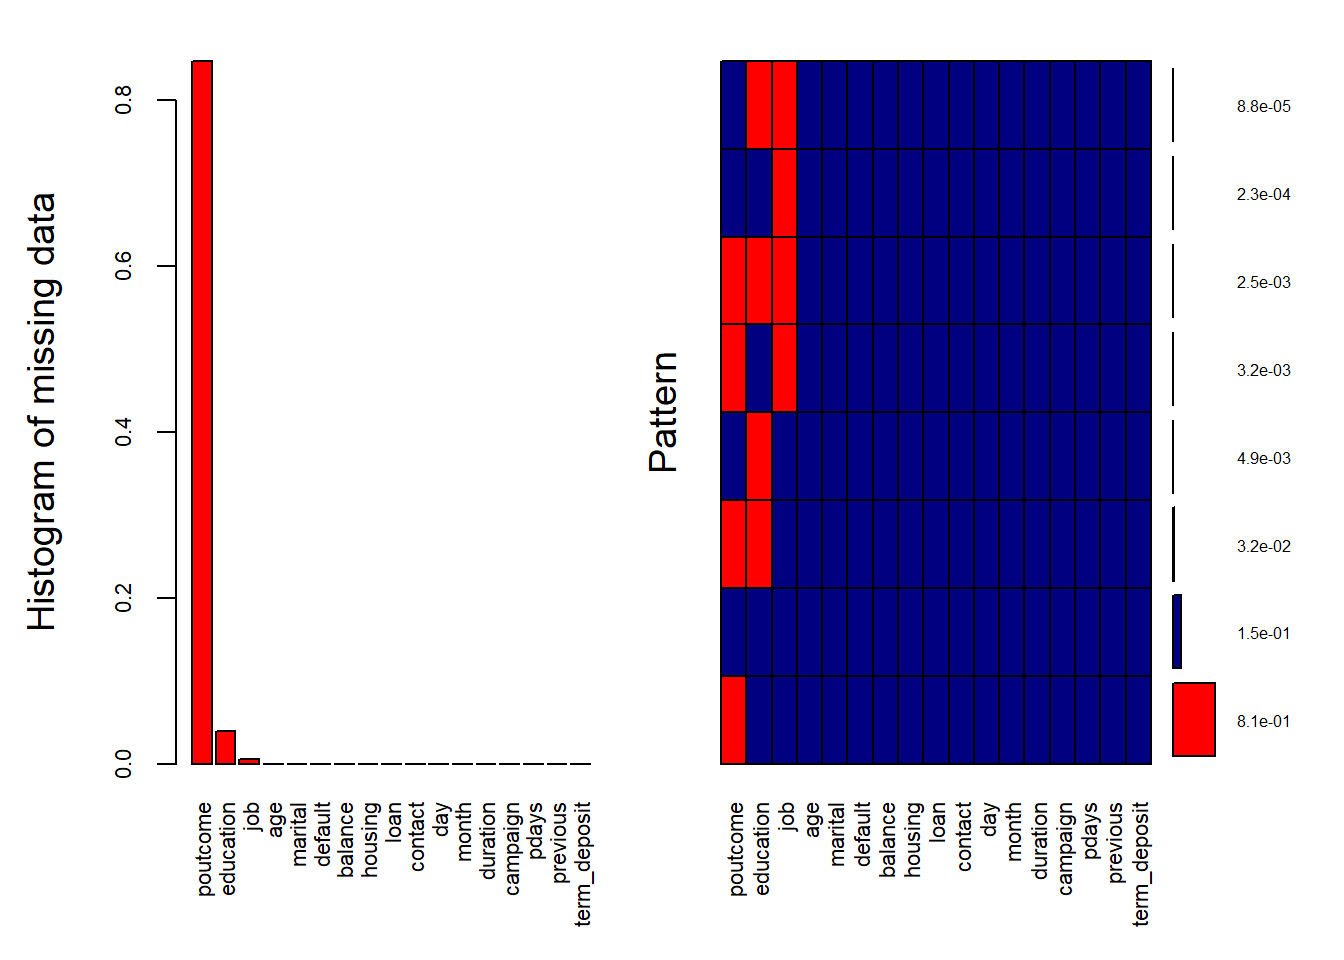 Histogram of missing data
0.8
0.6
0.4
0.2
0.0
poutcome
education
job
age
marital
default
balance
housing
loan
contact
day
month
duration
campaign
pdays
previous
term_deposit
Pattern
poutcome
education
job
age
marital
default
balance
housing
loan
contact
day
month
duration
campaign
pdays
previous
term_deposit
8.8e-05
2.3e-04
2.5e-03
3.2e-03
4.9e-03
3.2e-02
1.5e-01
8.1e-01